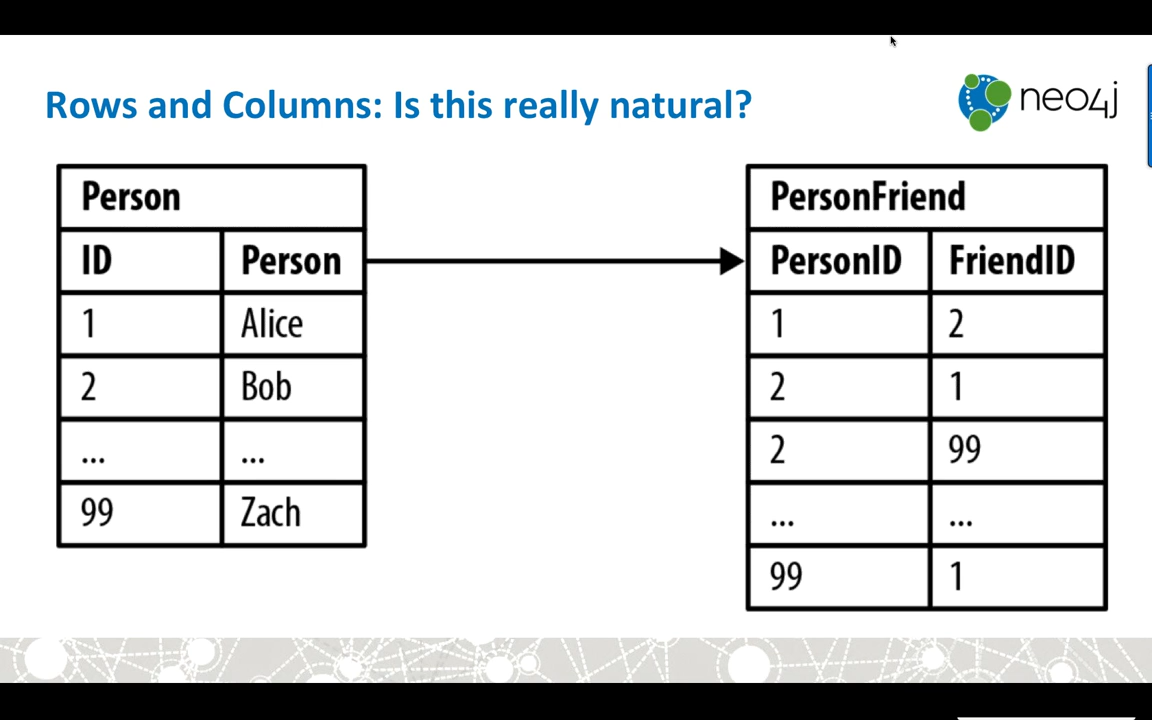 Rows and Columns: Is this really natural?
neo4j
Person
ID Person
1 Alice
2 Bob
... ...
99 Zach
PersonFriend
PersonID FriendID
1 2
2 1
2 99
... ...
99 1